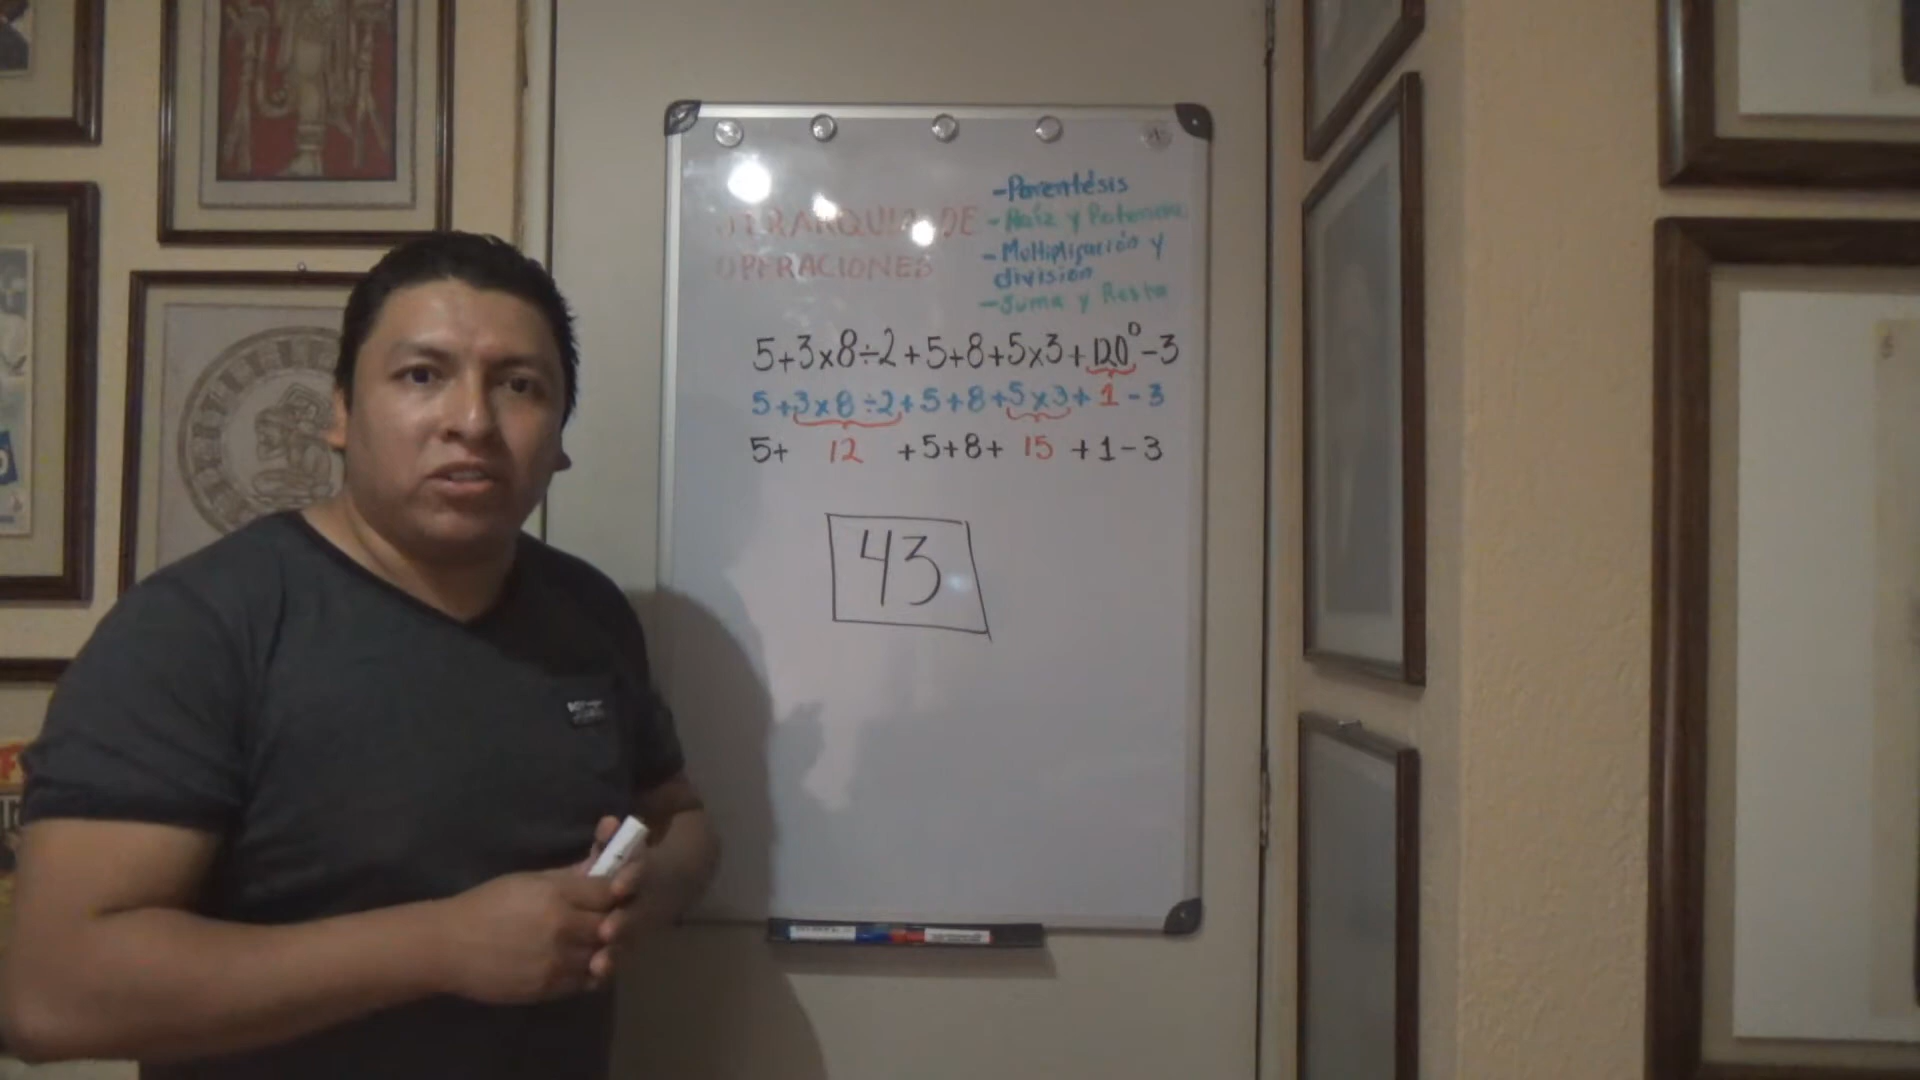 JERARQUIA DE
OPERACIONES
-Paréntesis
-Raíz y Potencia
-Multiplicación y
división
-Suma y Resta
5+3x8÷2+5+8+5x3+120⁰-3
5+3x8÷2+5+8+5x3+1-3
5+ 12 +5+8+ 15 +1-3
43